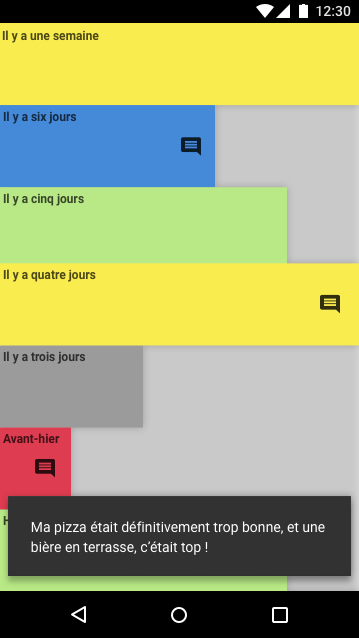 12:30
Il y a une semaine
Il y a six jours
Il y a cinq jours
Il y a quatre jours
Il y a trois jours
Avant-hier
Ma pizza était définitivement trop bonne, et une
bière en terrasse, c’était top !